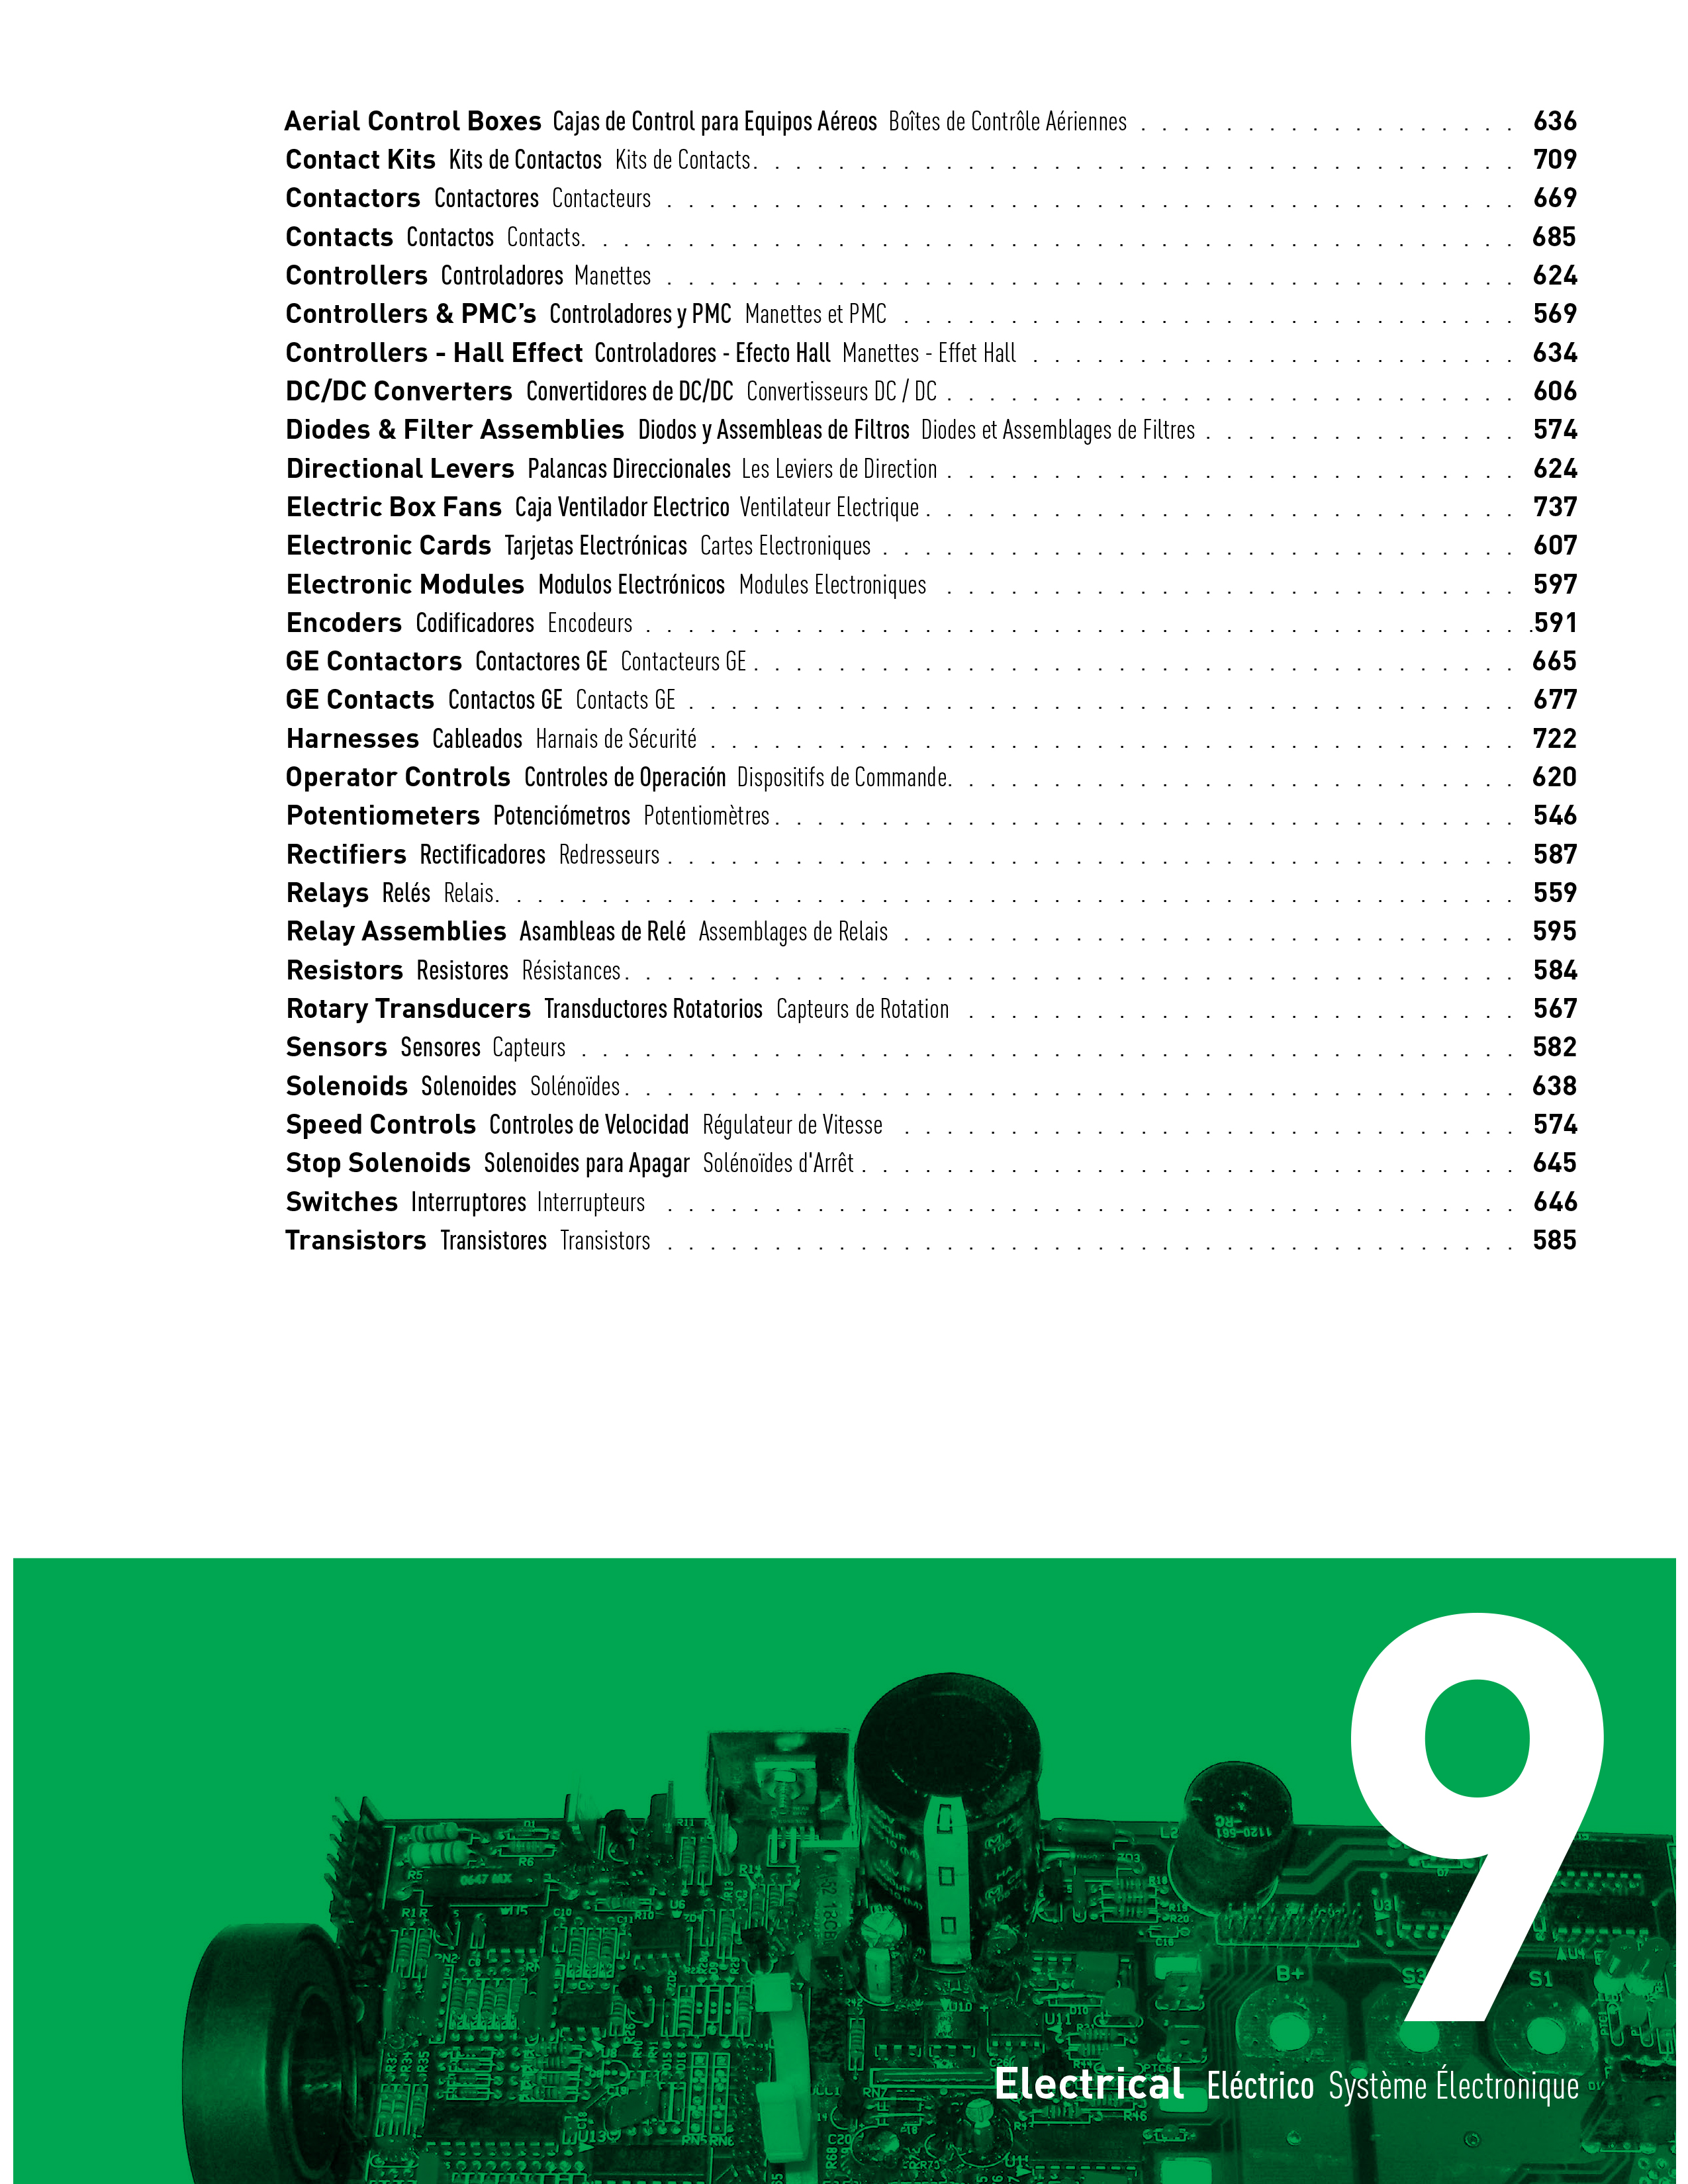 Aerial Control Boxes Cajas de Control para Equipos Aéreos Boîtes de Contrôle Aériennes . . . . . . . . . . . . . . . . . . 636
Contact Kits Kits de Contactos Kits de Contacts. . . . . . . . . . . . . . . . . . . . . . . . . . . . . . . . . . . . 709
Contactors Contactores Contacteurs . . . . . . . . . . . . . . . . . . . . . . . . . . . . . . . . . . . . . . . . 669
Contacts Contactos Contacts. . . . . . . . . . . . . . . . . . . . . . . . . . . . . . . . . . . . . . . . . . . . 685
Controllers Controladores Manettes . . . . . . . . . . . . . . . . . . . . . . . . . . . . . . . . . . . . . . . . 624
Controllers & PMC’s Controladores y PMC Manettes et PMC . . . . . . . . . . . . . . . . . . . . . . . . . . . . . 569
Controllers - Hall Effect Controladores - Efecto Hall Manettes - Effet Hall . . . . . . . . . . . . . . . . . . . . . . . 634
DC/DC Converters Convertidores de DC/DC Convertisseurs DC / DC . . . . . . . . . . . . . . . . . . . . . . . . . . . 606
Diodes & Filter Assemblies Diodos y Assembleas de Filtros Diodes et Assemblages de Filtres . . . . . . . . . . . . . . . 574
Directional Levers Palancas Direccionales Les Leviers de Direction . . . . . . . . . . . . . . . . . . . . . . . . . . . 624
Electric Box Fans Caja Ventilador Electrico Ventilateur Electrique . . . . . . . . . . . . . . . . . . . . . . . . . . . . 737
Electronic Cards Tarjetas Electrónicas Cartes Electroniques . . . . . . . . . . . . . . . . . . . . . . . . . . . . . . 607
Electronic Modules Modulos Electrónicos Modules Electroniques . . . . . . . . . . . . . . . . . . . . . . . . . . . 597
Encoders Codificadores Encodeurs . . . . . . . . . . . . . . . . . . . . . . . . . . . . . . . . . . . . . . . . . .591
GE Contactors Contactores GE Contacteurs GE . . . . . . . . . . . . . . . . . . . . . . . . . . . . . . . . . . . . 665
GE Contacts Contactos GE Contacts GE . . . . . . . . . . . . . . . . . . . . . . . . . . . . . . . . . . . . . . . 677
Harnesses Cableados Harnais de Sécurité . . . . . . . . . . . . . . . . . . . . . . . . . . . . . . . . . . . . . . 722
Operator Controls Controles de Operación Dispositifs de Commande. . . . . . . . . . . . . . . . . . . . . . . . . . . 620
Potentiometers Potenciómetros Potentiomètres . . . . . . . . . . . . . . . . . . . . . . . . . . . . . . . . . . . 546
Rectifiers Rectificadores Redresseurs . . . . . . . . . . . . . . . . . . . . . . . . . . . . . . . . . . . . . . . . 587
Relays Relés Relais. . . . . . . . . . . . . . . . . . . . . . . . . . . . . . . . . . . . . . . . . . . . . . . . 559
Relay Assemblies Asambleas de Relé Assemblages de Relais . . . . . . . . . . . . . . . . . . . . . . . . . . . . . 595
Resistors Resistores Résistances . . . . . . . . . . . . . . . . . . . . . . . . . . . . . . . . . . . . . . . . . . 584
Rotary Transducers Transductores Rotatorios Capteurs de Rotation . . . . . . . . . . . . . . . . . . . . . . . . . . 567
Sensors Sensores Capteurs . . . . . . . . . . . . . . . . . . . . . . . . . . . . . . . . . . . . . . . . . . . . 582
Solenoids Solenoides Solénoïdes . . . . . . . . . . . . . . . . . . . . . . . . . . . . . . . . . . . . . . . . . . 638
Speed Controls Controles de Velocidad Régulateur de Vitesse . . . . . . . . . . . . . . . . . . . . . . . . . . . . . 574
Stop Solenoids Solenoides para Apagar Solénoïdes d'Arrêt . . . . . . . . . . . . . . . . . . . . . . . . . . . . . . . 645
Switches Interruptores Interrupteurs . . . . . . . . . . . . . . . . . . . . . . . . . . . . . . . . . . . . . . . . 646
Transistors Transistores Transistors . . . . . . . . . . . . . . . . . . . . . . . . . . . . . . . . . . . . . . . . 585
9
1120-561
-RC
R5
R6
0647 MX
B+
S1
Electrical Eléctrico Système Électronique